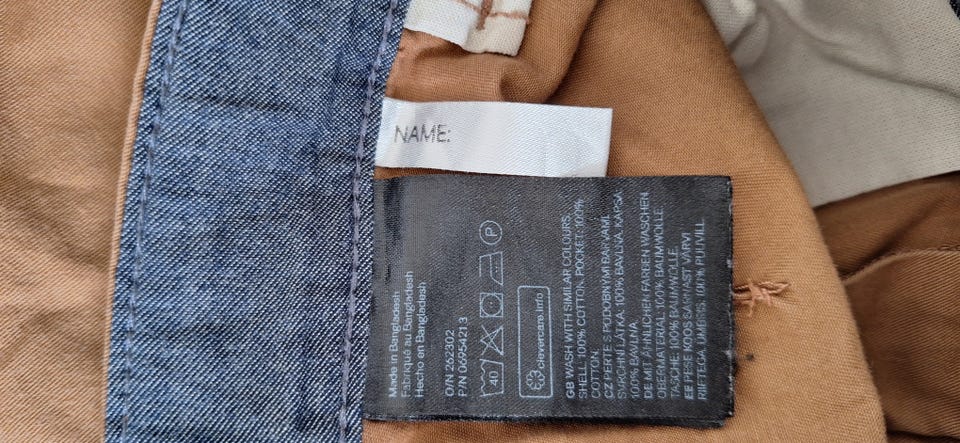 NAME:
Made in Bangladesh
Fabriqué au Bangladesh
Hecho en Bangladesh
O/N 262302
P/N 06954213
40
P
clevercare.info
GB WASH WITH SIMILAR COLOURS.
SHELL: 100% COTTON. POCKET: 100%
COTTON.
CZ PERTE S PODOBNÝMI BARVAMI.
SVRCHNÍ LÁTKA: 100% BAVLNA. KAPSA:
100% BAVLNA.
DE MIT ÄHNLICHEN FARBEN WASCHEN.
OBERMATERIAL: 100% BAUMWOLLE.
TASCHE: 100% BAUMWOLLE.
EE PESE KOOS SARNAST VÄRVI
RIIETEGA. ÜMBRIS: 100% PUUVILL.